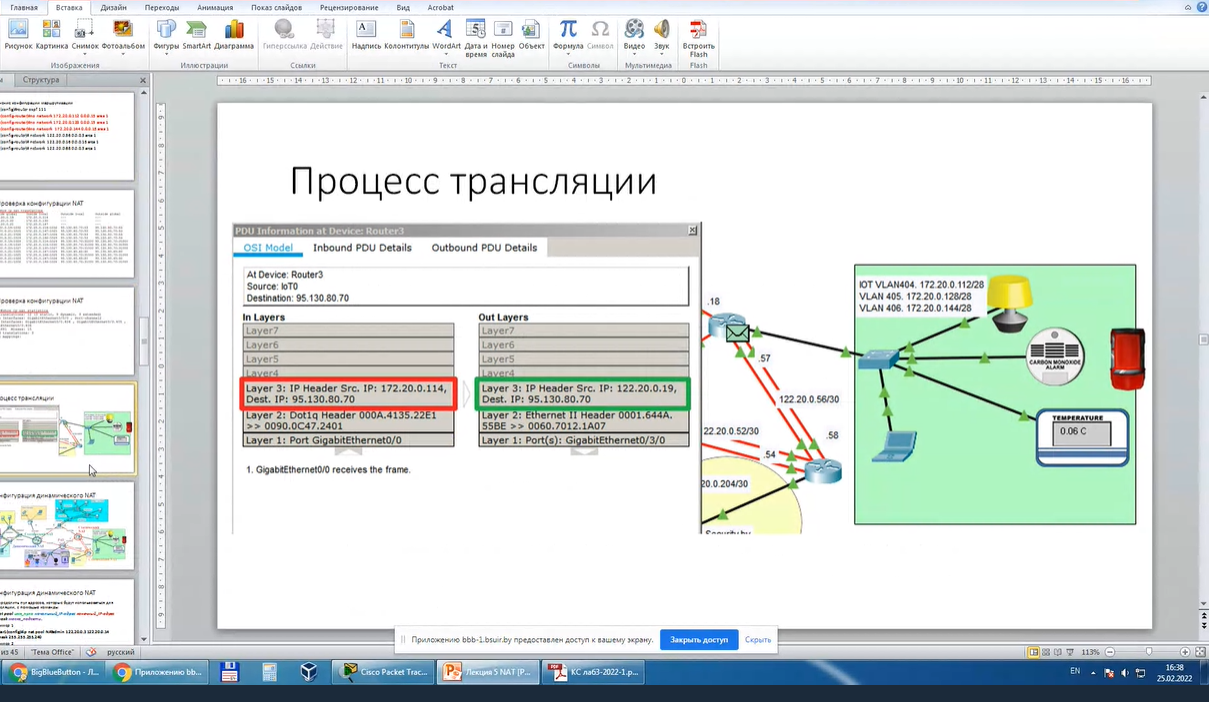 Главная Вставка Дизайн Переходы Анимация Показ слайдов Рецензирование Вид Acrobat
Рисунок Картинка Снимок Фотоальбом Фигуры SmartArt Диаграмма Гиперссылка Действие Надпись Колонтитулы WordArt Дата и время Номер слайда Объект Формула Символ Видео Звук Встроить Flash
Изображения Иллюстрации Ссылки Текст Символы Мультимедиа Flash
Структура
Процесс трансляции
PDU Information at Device: Router3
OSI Model Inbound PDU Details Outbound PDU Details
At Device: Router3
Source: IoT0
Destination: 95.130.80.70
In Layers Out Layers
Layer7 Layer7
Layer6 Layer6
Layer5 Layer5
Layer4 Layer4
Layer 3: IP Header Src. IP: 172.20.0.114,
Dest. IP: 95.130.80.70
Layer 3: IP Header Src. IP: 122.20.0.19,
Dest. IP: 95.130.80.70
Layer 2: Dot1q Header 000A.4135.22E1
>> 0090.0C47.2401
Layer 2: Ethernet II Header 0001.644A.
55BE >> 0060.7012.1A07
Layer 1: Port GigabitEthernet0/0
Layer 1: Port(s): GigabitEthernet0/3/0
1. GigabitEthernet0/0 receives the frame.
.18
.57
122.20.0.56/30
.58
22.20.0.52/30
.54
20.0.204/30
IOT VLAN404. 172.20.0.112/28
VLAN 405. 172.20.0.128/28
VLAN 406. 172.20.0.144/28
CARBON MONOXIDE
ALARM
TEMPERATURE
0.06 C
роверка конфигурации NAT
роверка конфигурации NAT
оцесс трансляции
нфигурация динамического NAT
нфигурация динамического NAT
Приложению bbb-1.bsuir.by предоставлен доступ к вашему экрану. Закрыть доступ Скрыть
из 45 "Тема Office" русский 113%
BigBlueButton - Л... Приложению bb... Cisco Packet Trac... Лекция 5 NAT [Р... КС лаб3-2022-1.p...
EN 16:38
25.02.2022